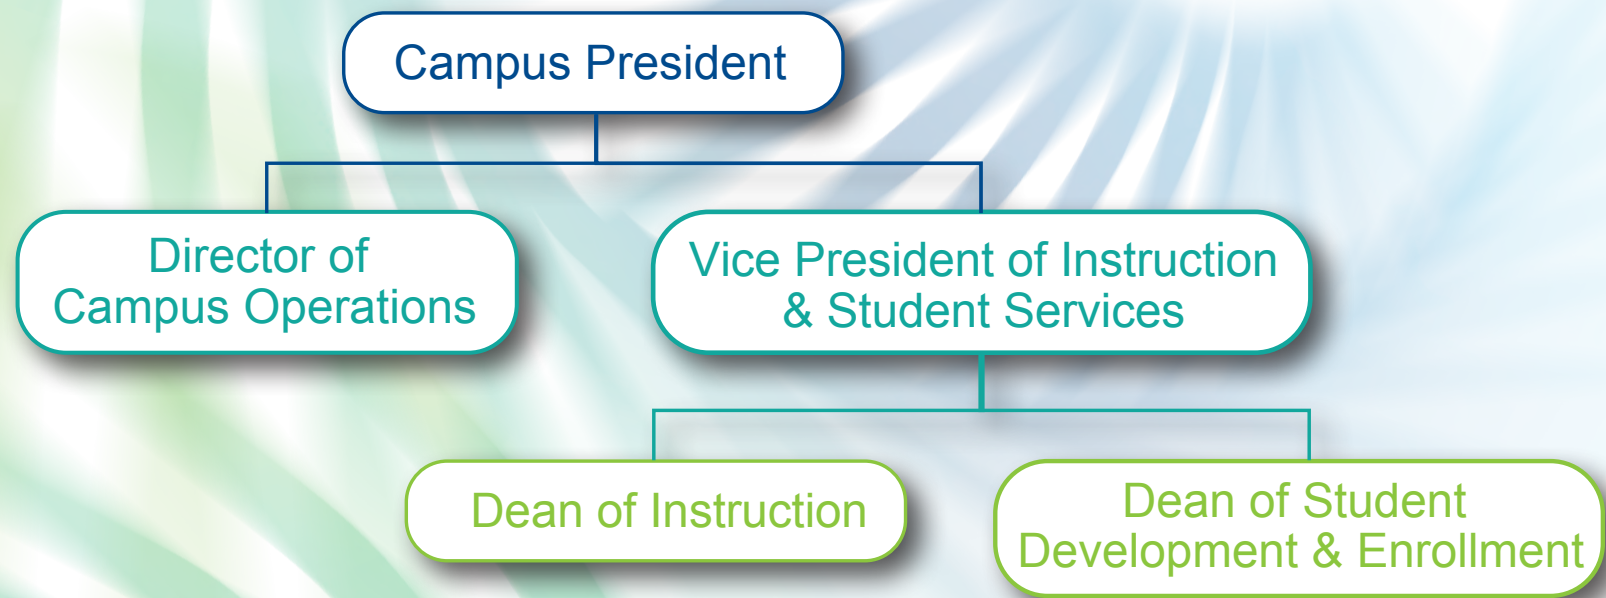 Campus President
Director of
Campus Operations
Vice President of Instruction
& Student Services
Dean of Instruction
Dean of Student
Development & Enrollment